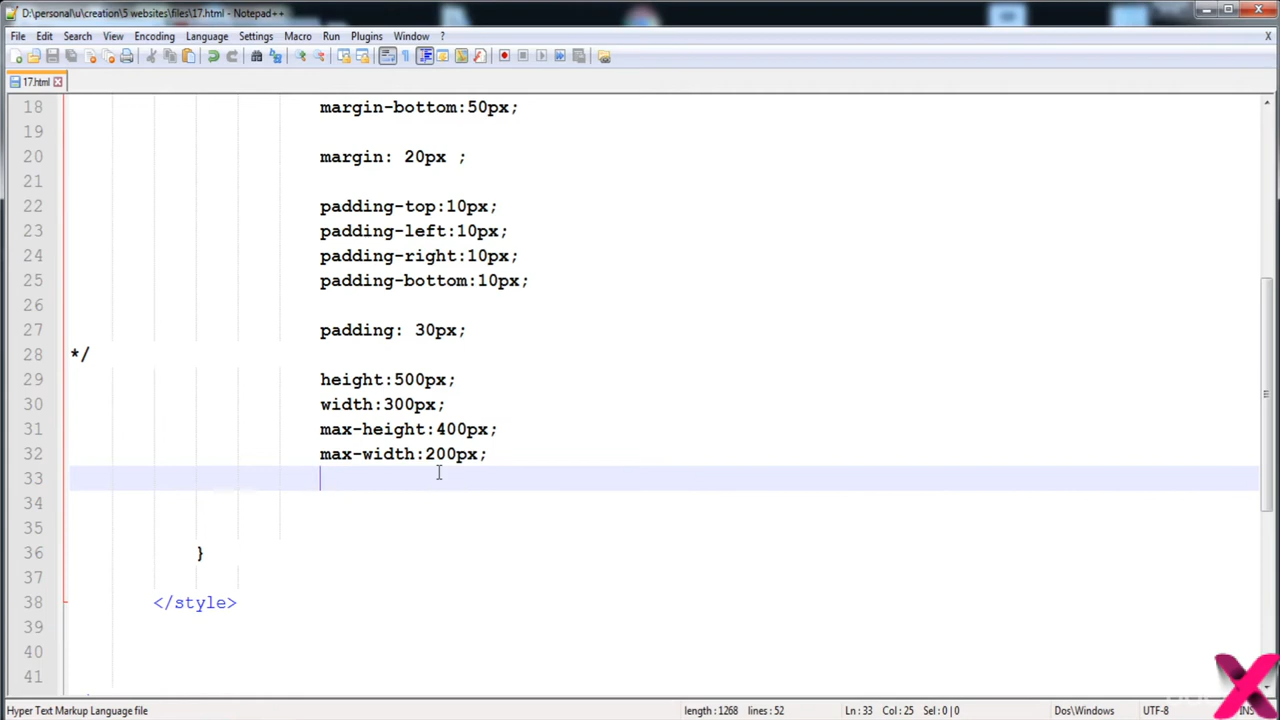 D:\personal\u\creation\5 websites\files\17.html - Notepad++
File Edit Search View Encoding Language Settings Macro Run Plugins Window ? X
17.html
18 margin-bottom:50px;
19
20 margin: 20px ;
21
22 padding-top:10px;
23 padding-left:10px;
24 padding-right:10px;
25 padding-bottom:10px;
26
27 padding: 30px;
28 */
29 height:500px;
30 width:300px;
31 max-height:400px;
32 max-width:200px;
33
34
35
36 }
37
38 </style>
39
40
41
Hyper Text Markup Language file length : 1268 lines : 52 Ln : 33 Col : 25 Sel : 0 | 0 Dos\Windows UTF-8 INS